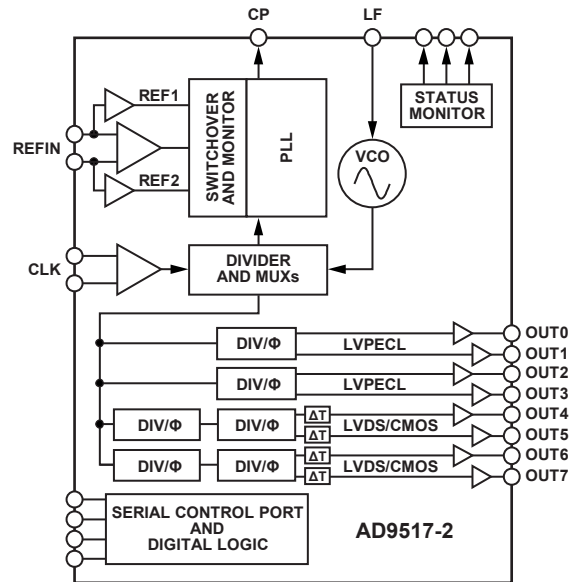 CP
LF
REF1
REFIN
REF2
SWITCHOVER
AND MONITOR
PLL
VCO
STATUS
MONITOR
CLK
DIVIDER
AND MUXs
DIV/Φ
LVPECL
OUT0
OUT1
DIV/Φ
LVPECL
OUT2
OUT3
DIV/Φ
DIV/Φ
ΔT
ΔT
LVDS/CMOS
OUT4
OUT5
DIV/Φ
DIV/Φ
ΔT
ΔT
LVDS/CMOS
OUT6
OUT7
SERIAL CONTROL PORT
AND
DIGITAL LOGIC
AD9517-2